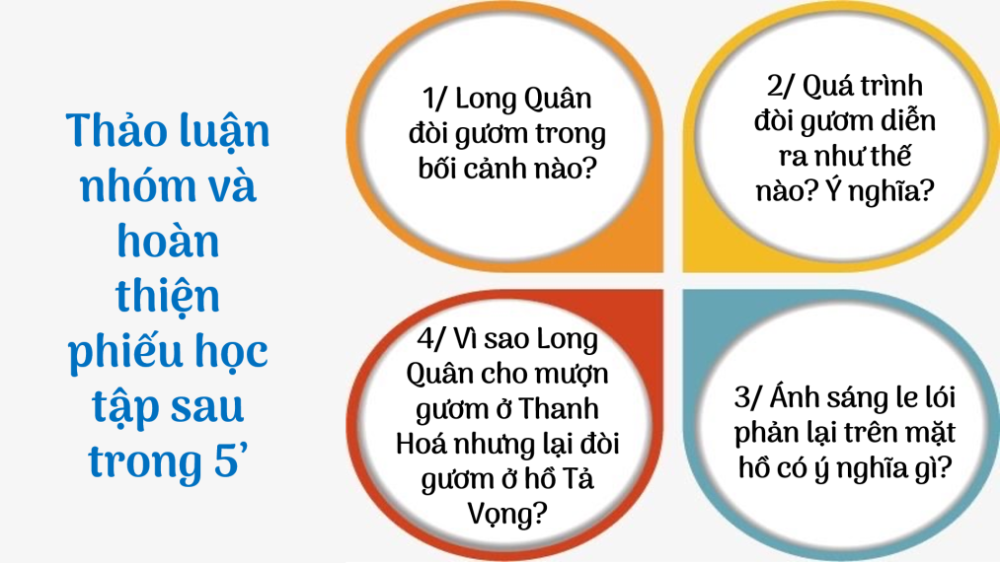 Thảo luận
nhóm và
hoàn
thiện
phiếu học
tập sau
trong 5’
1/ Long Quân
đòi gươm trong
bối cảnh nào?
2/ Quá trình
đòi gươm diễn
ra như thế
nào? Ý nghĩa?
3/ Ánh sáng le lói
phản lại trên mặt
hồ có ý nghĩa gì?
4/ Vì sao Long
Quân cho mượn
gươm ở Thanh
Hoá nhưng lại đòi
gươm ở hồ Tả
Vọng?